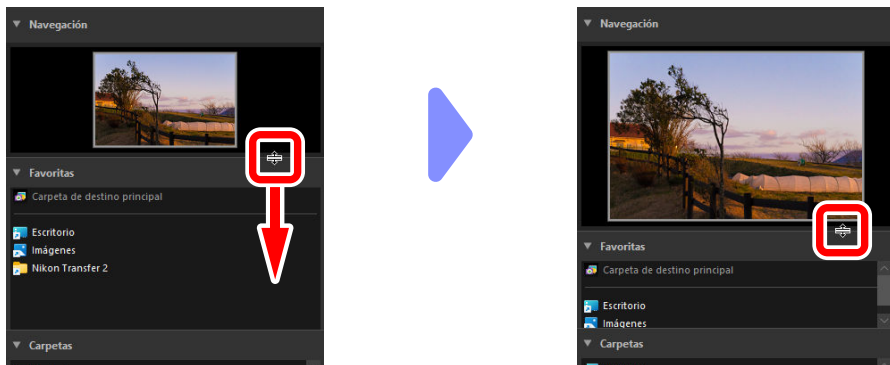 Navegación
Favoritas
Carpeta de destino principal
Escritorio
Imágenes
Nikon Transfer 2
Carpetas
Navegación
Favoritas
Carpeta de destino principal
Escritorio
Imágenes
Carpetas